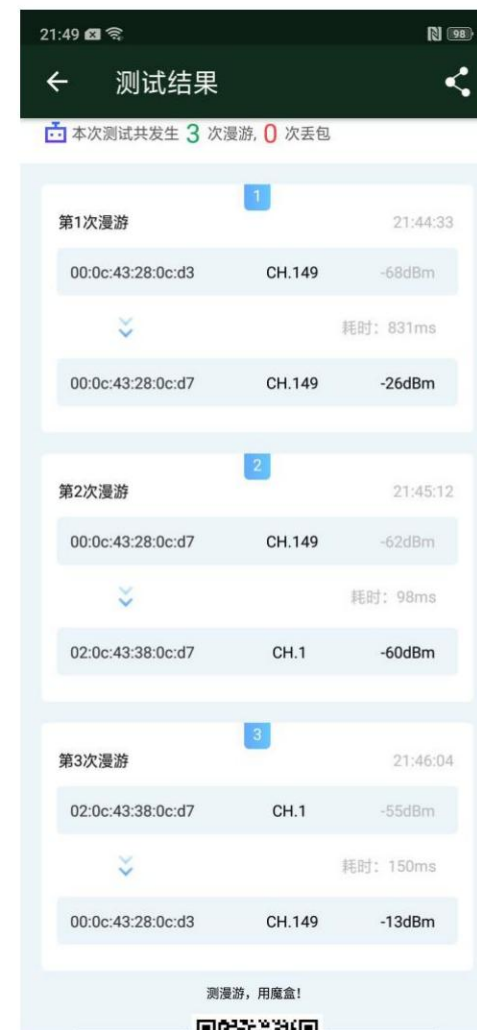 21:49 98
测试结果
本次测试共发生 3 次漫游, 0 次丢包
1
第1次漫游 21:44:33
00:0c:43:28:0c:d3 CH.149 -68dBm
耗时：831ms
00:0c:43:28:0c:d7 CH.149 -26dBm
2
第2次漫游 21:45:12
00:0c:43:28:0c:d7 CH.149 -62dBm
耗时：98ms
02:0c:43:38:0c:d7 CH.1 -60dBm
3
第3次漫游 21:46:04
02:0c:43:38:0c:d7 CH.1 -55dBm
耗时：150ms
00:0c:43:28:0c:d3 CH.149 -13dBm
测漫游，用魔盒!